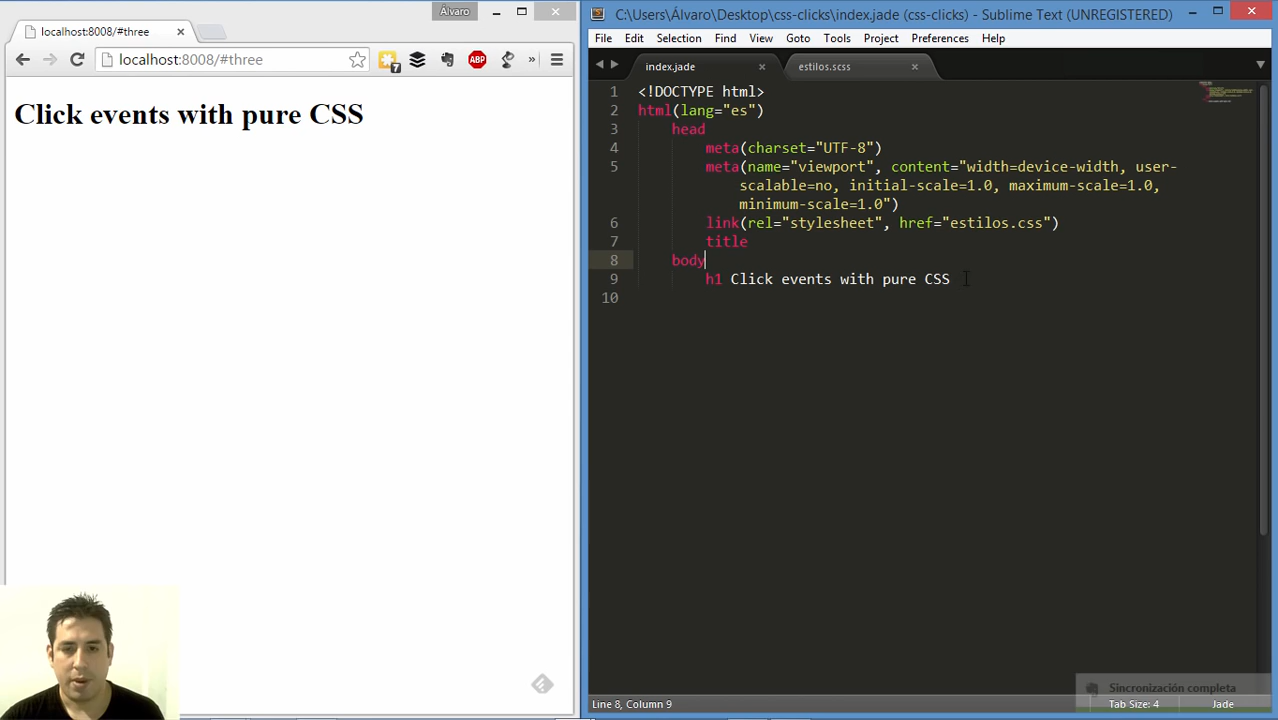 Álvaro
localhost:8008/#three
localhost:8008/#three
7
ABP
»
Click events with pure CSS
C:\Users\Álvaro\Desktop\css-clicks\index.jade (css-clicks) - Sublime Text (UNREGISTERED)
File Edit Selection Find View Goto Tools Project Preferences Help
index.jade estilos.scss
1 <!DOCTYPE html>
2 html(lang="es")
3 head
4 meta(charset="UTF-8")
5 meta(name="viewport", content="width=device-width, user-
scalable=no, initial-scale=1.0, maximum-scale=1.0,
minimum-scale=1.0")
6 link(rel="stylesheet", href="estilos.css")
7 title
8 body
9 h1 Click events with pure CSS
10
Sincronización completa
Line 8, Column 9 Tab Size: 4 Jade